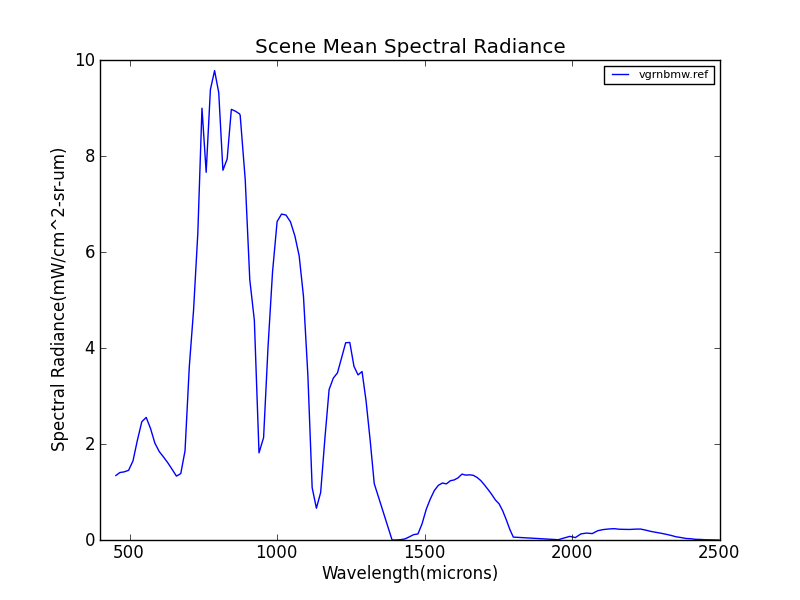 Scene Mean Spectral Radiance
vgrnbmw.ref
Spectral Radiance(mW/cm^2-sr-um)
10
8
6
4
2
0
500 1000 1500 2000 2500
Wavelength(microns)